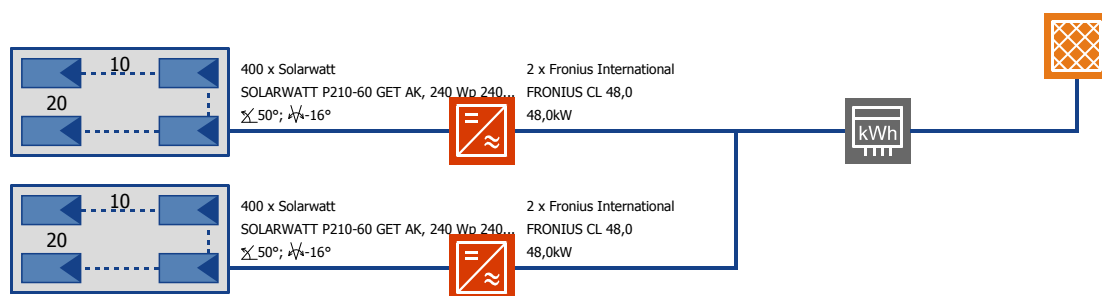 10
20
400 x Solarwatt
SOLARWATT P210-60 GET AK, 240 Wp 240...
50°; -16°
2 x Fronius International
FRONIUS CL 48,0
48,0kW
kWh
10
20
400 x Solarwatt
SOLARWATT P210-60 GET AK, 240 Wp 240...
50°; -16°
2 x Fronius International
FRONIUS CL 48,0
48,0kW